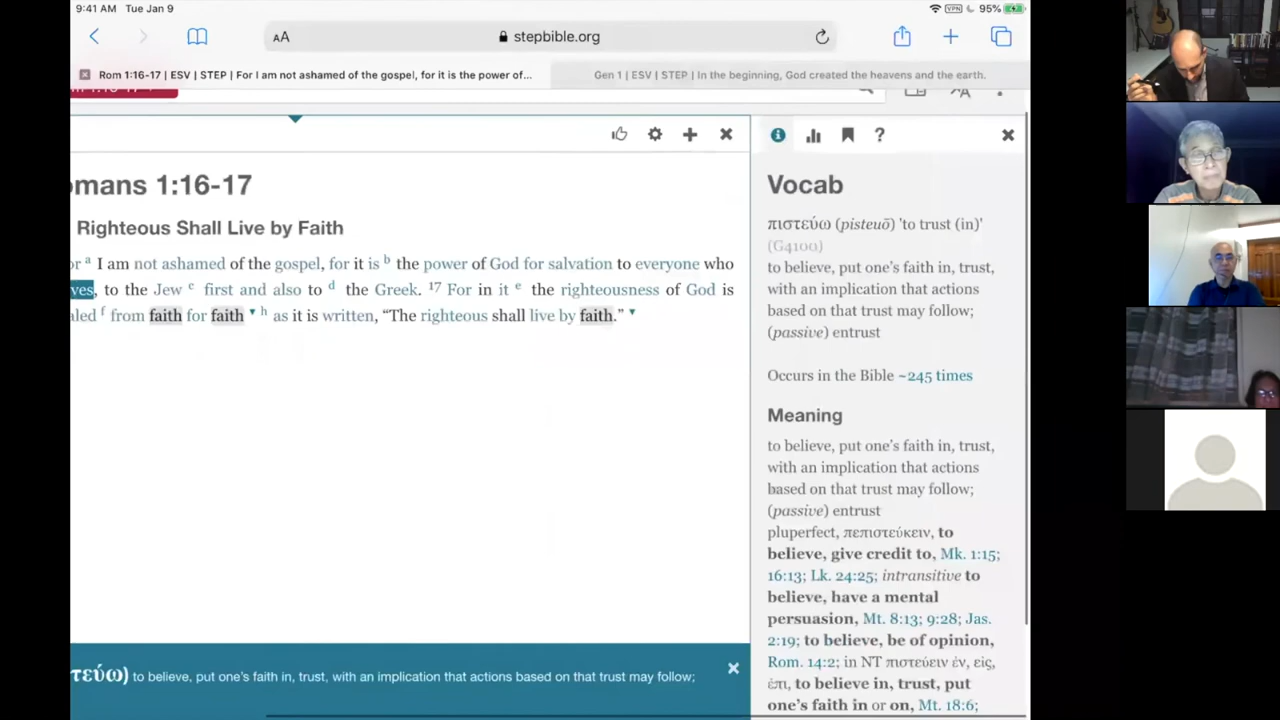 9:41 AM Tue Jan 9
VPN 95%
AA stepbible.org
Rom 1:16-17 | ESV | STEP | For I am not ashamed of the gospel, for it is the power of...
Gen 1 | ESV | STEP | In the beginning, God created the heavens and the earth.
omans 1:16-17
Righteous Shall Live by Faith
or a I am not ashamed of the gospel, for it is b the power of God for salvation to everyone who
ves, to the Jew c first and also to d the Greek. 17 For in it e the righteousness of God is
aled f from faith for faith h as it is written, “The righteous shall live by faith.”
Vocab
πιστεύω (pisteuō) 'to trust (in)'
(G4100)
to believe, put one's faith in, trust,
with an implication that actions
based on that trust may follow;
(passive) entrust
Occurs in the Bible ~245 times
Meaning
to believe, put one's faith in, trust,
with an implication that actions
based on that trust may follow;
(passive) entrust
pluperfect, πεπιστεύκειν, to
believe, give credit to, Mk. 1:15;
16:13; Lk. 24:25; intransitive to
believe, have a mental
persuasion, Mt. 8:13; 9:28; Jas.
2:19; to believe, be of opinion,
Rom. 14:2; in NT πιστεύειν ἐν, εἰς,
ἐπι, to believe in, trust, put
one's faith in or on, Mt. 18:6;
τεύω) to believe, put one's faith in, trust, with an implication that actions based on that trust may follow;